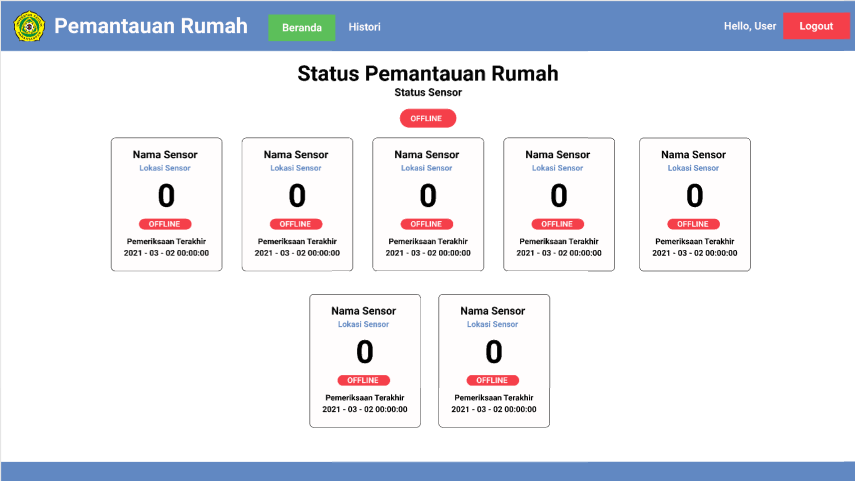 Pemantauan Rumah
Beranda
Histori
Hello, User
Logout
Status Pemantauan Rumah
Status Sensor
OFFLINE
Nama Sensor
Lokasi Sensor
0
OFFLINE
Pemeriksaan Terakhir
2021 - 03 - 02 00:00:00
Nama Sensor
Lokasi Sensor
0
OFFLINE
Pemeriksaan Terakhir
2021 - 03 - 02 00:00:00
Nama Sensor
Lokasi Sensor
0
OFFLINE
Pemeriksaan Terakhir
2021 - 03 - 02 00:00:00
Nama Sensor
Lokasi Sensor
0
OFFLINE
Pemeriksaan Terakhir
2021 - 03 - 02 00:00:00
Nama Sensor
Lokasi Sensor
0
OFFLINE
Pemeriksaan Terakhir
2021 - 03 - 02 00:00:00
Nama Sensor
Lokasi Sensor
0
OFFLINE
Pemeriksaan Terakhir
2021 - 03 - 02 00:00:00
Nama Sensor
Lokasi Sensor
0
OFFLINE
Pemeriksaan Terakhir
2021 - 03 - 02 00:00:00